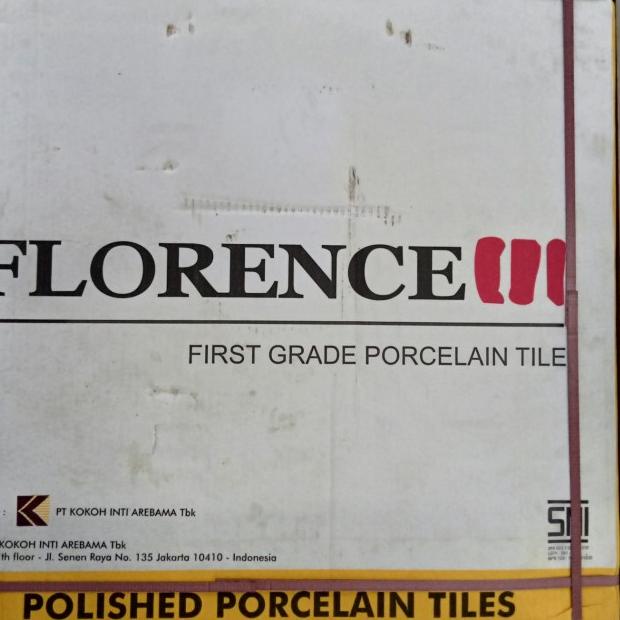 FLORENCE
FIRST GRADE PORCELAIN TILE
: PT KOKOH INTI AREBAMA Tbk
KOKOH INTI AREBAMA Tbk
th floor - Jl. Senen Raya No. 135 Jakarta 10410 - Indonesia
SNI
POLISHED PORCELAIN TILES